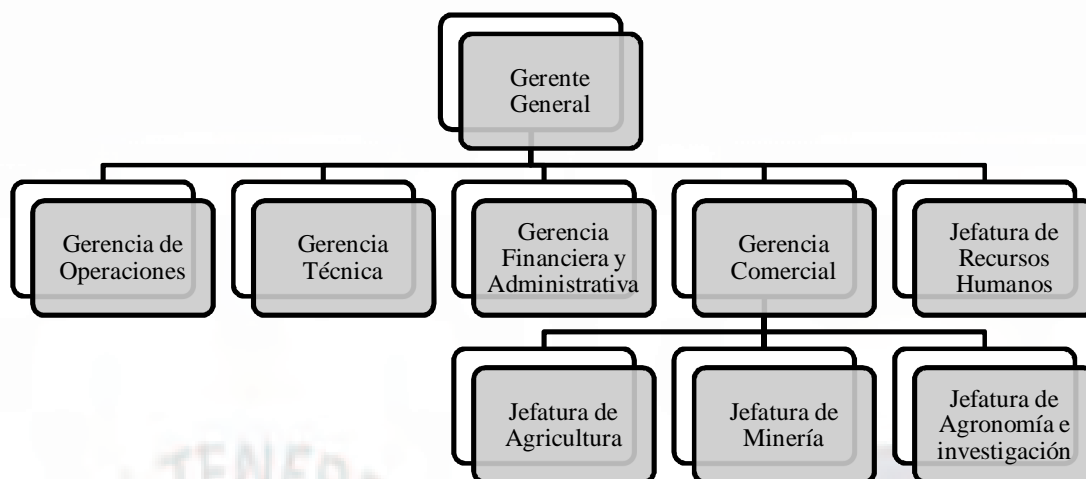 Gerente
General
Gerencia de
Operaciones
Gerencia
Técnica
Gerencia
Financiera y
Administrativa
Gerencia
Comercial
Jefatura de
Recursos
Humanos
Jefatura de
Agricultura
Jefatura de
Minería
Jefatura de
Agronomía e
investigación